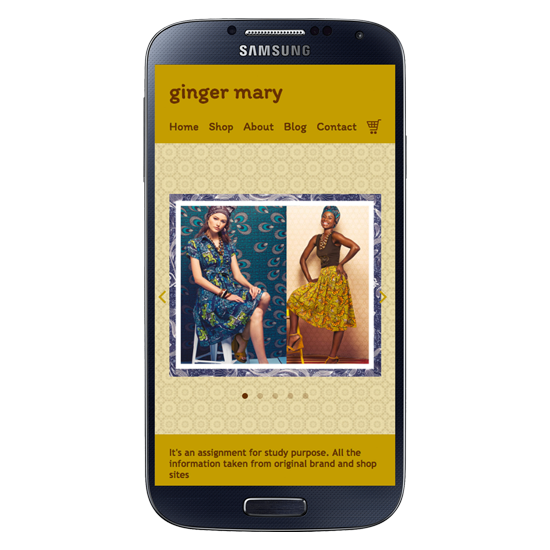 SAMSUNG
ginger mary
Home Shop About Blog Contact
It's an assignment for study purpose. All the
information taken from original brand and shop
sites